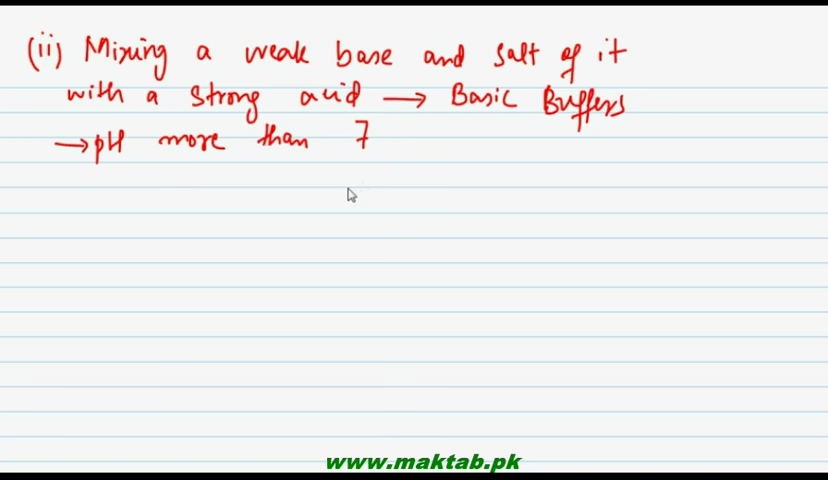 (ii) Mixing a weak base and salt of it
with a strong acid → Basic Buffers
→ pH more than 7
www.maktab.pk